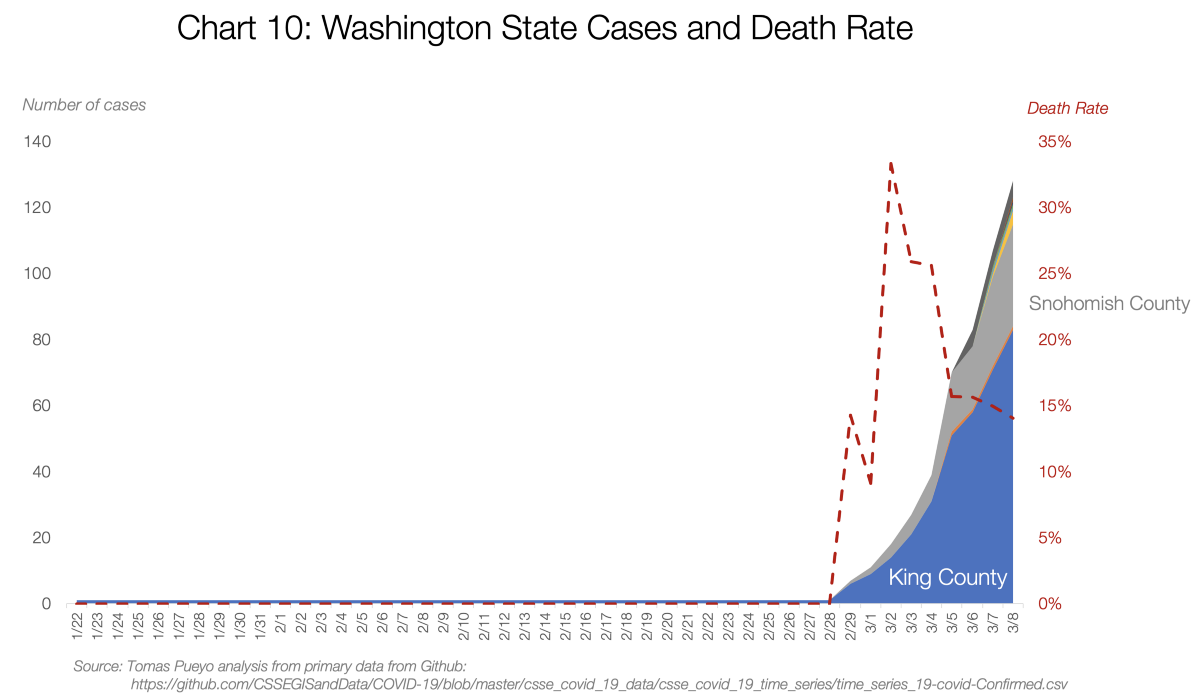 Chart 10: Washington State Cases and Death Rate
Number of cases
Death Rate
140
35%
120
30%
100
25%
Snohomish County
80
20%
60
15%
40
10%
20
5%
King County
0
0%
1/22 1/23 1/24 1/25 1/26 1/27 1/28 1/29 1/30 1/31 2/1 2/2 2/3 2/4 2/5 2/6 2/7 2/8 2/9 2/10 2/11 2/12 2/13 2/14 2/15 2/16 2/17 2/18 2/19 2/20 2/21 2/22 2/23 2/24 2/25 2/26 2/27 2/28 2/29 3/1 3/2 3/3 3/4 3/5 3/6 3/7 3/8
Source: Tomas Pueyo analysis from primary data from Github:
https://github.com/CSSEGISandData/COVID-19/blob/master/csse_covid_19_data/csse_covid_19_time_series/time_series_19-covid-Confirmed.csv